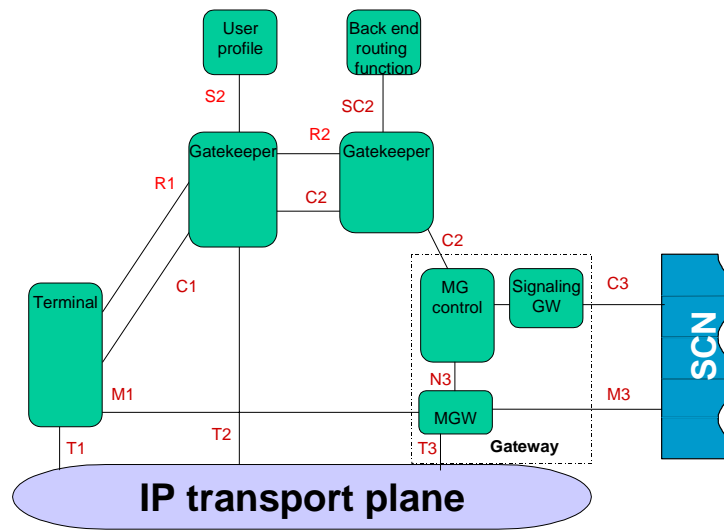 User
profile
Back end
routing
function
S2
SC2
Gatekeeper
R2
Gatekeeper
R1
C2
C2
C1
Terminal
MG
control
Signaling
GW
C3
SCN
N3
M1
M3
MGW
T1
T2
T3
Gateway
IP transport plane